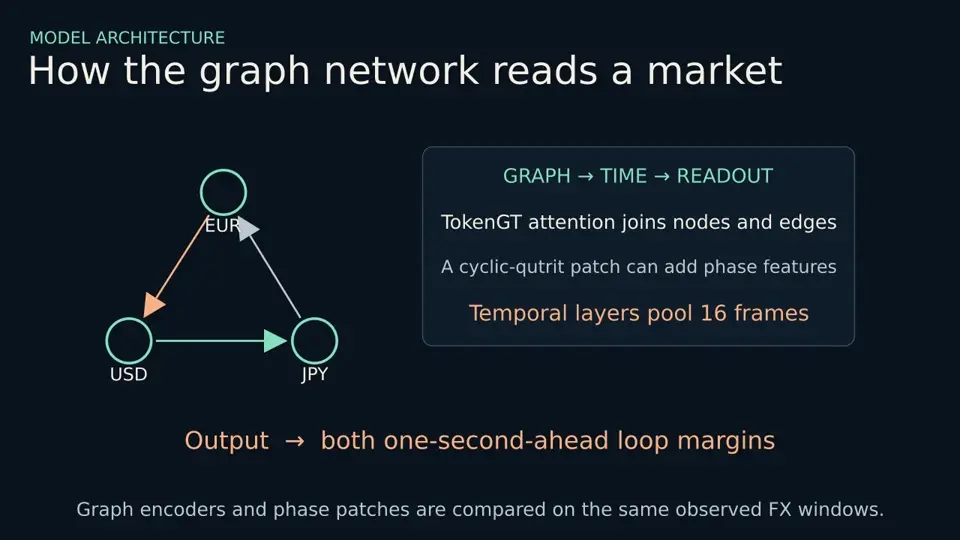 MODEL ARCHITECTURE
How the graph network reads a market
EUR
USD
JPY
GRAPH → TIME → READOUT
TokenGT attention joins nodes and edges
A cyclic-qutrit patch can add phase features
Temporal layers pool 16 frames
Output → both one-second-ahead loop margins
Graph encoders and phase patches are compared on the same observed FX windows.